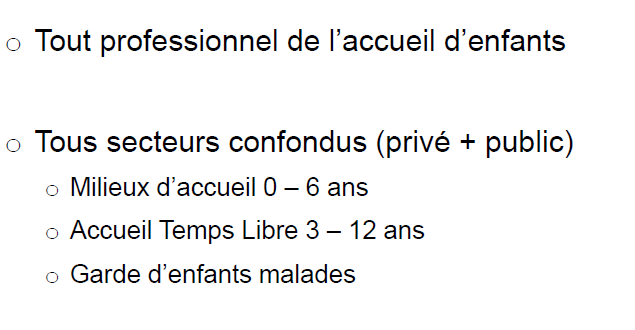 ○ Tout professionnel de l’accueil d’enfants
○ Tous secteurs confondus (privé + public)
○ Milieux d’accueil 0 – 6 ans
○ Accueil Temps Libre 3 – 12 ans
○ Garde d’enfants malades